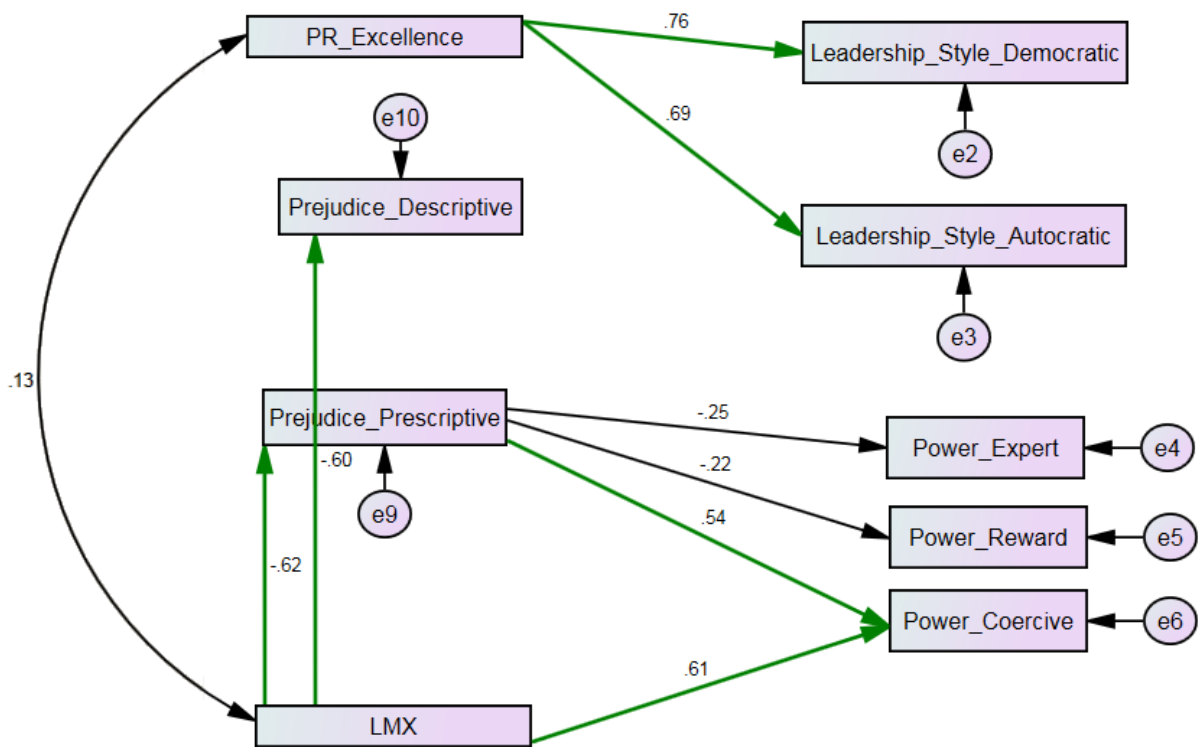 PR_Excellence
.76
Leadership_Style_Democratic
e10
.69
e2
Prejudice_Descriptive
Leadership_Style_Autocratic
e3
.13
Prejudice_Prescriptive
-.25
Power_Expert
e4
-.60
-.22
e9
.54
Power_Reward
e5
-.62
Power_Coercive
e6
.61
LMX